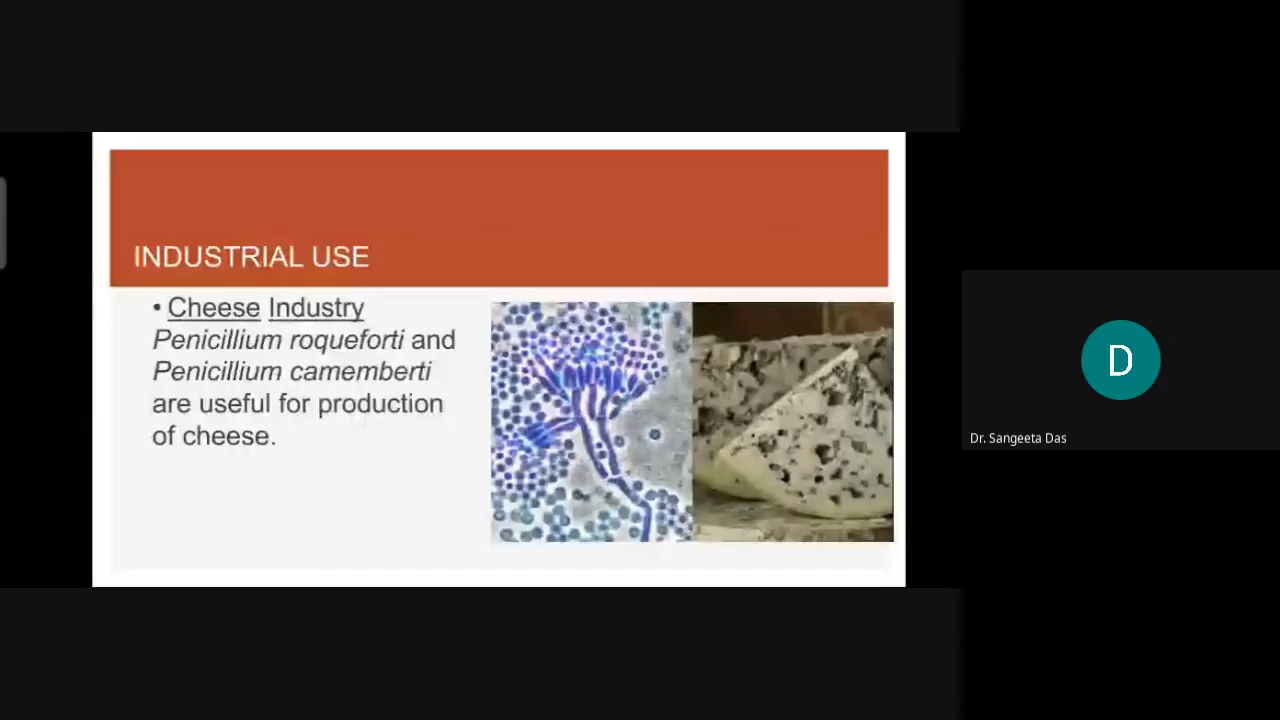 INDUSTRIAL USE
• Cheese Industry
Penicillium roqueforti and
Penicillium camemberti
are useful for production
of cheese.
D
Dr. Sangeeta Das